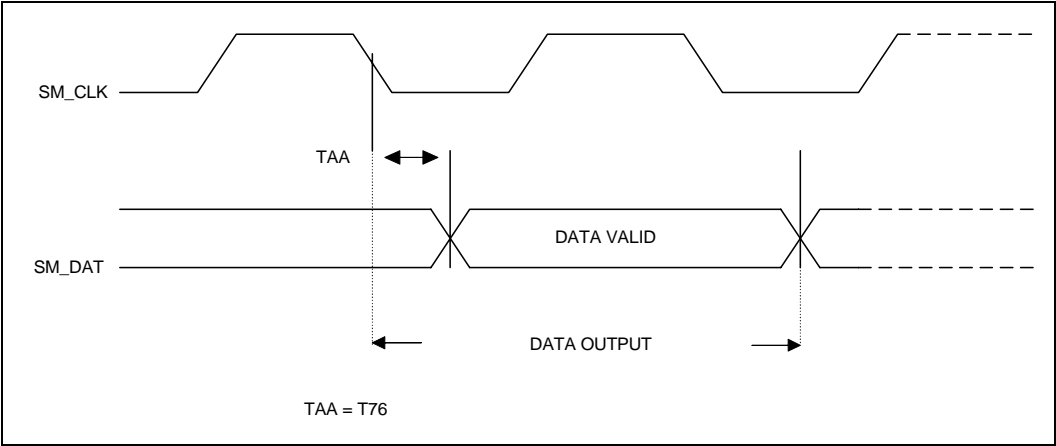 SM_CLK
TAA
DATA VALID
SM_DAT
DATA OUTPUT
TAA = T76